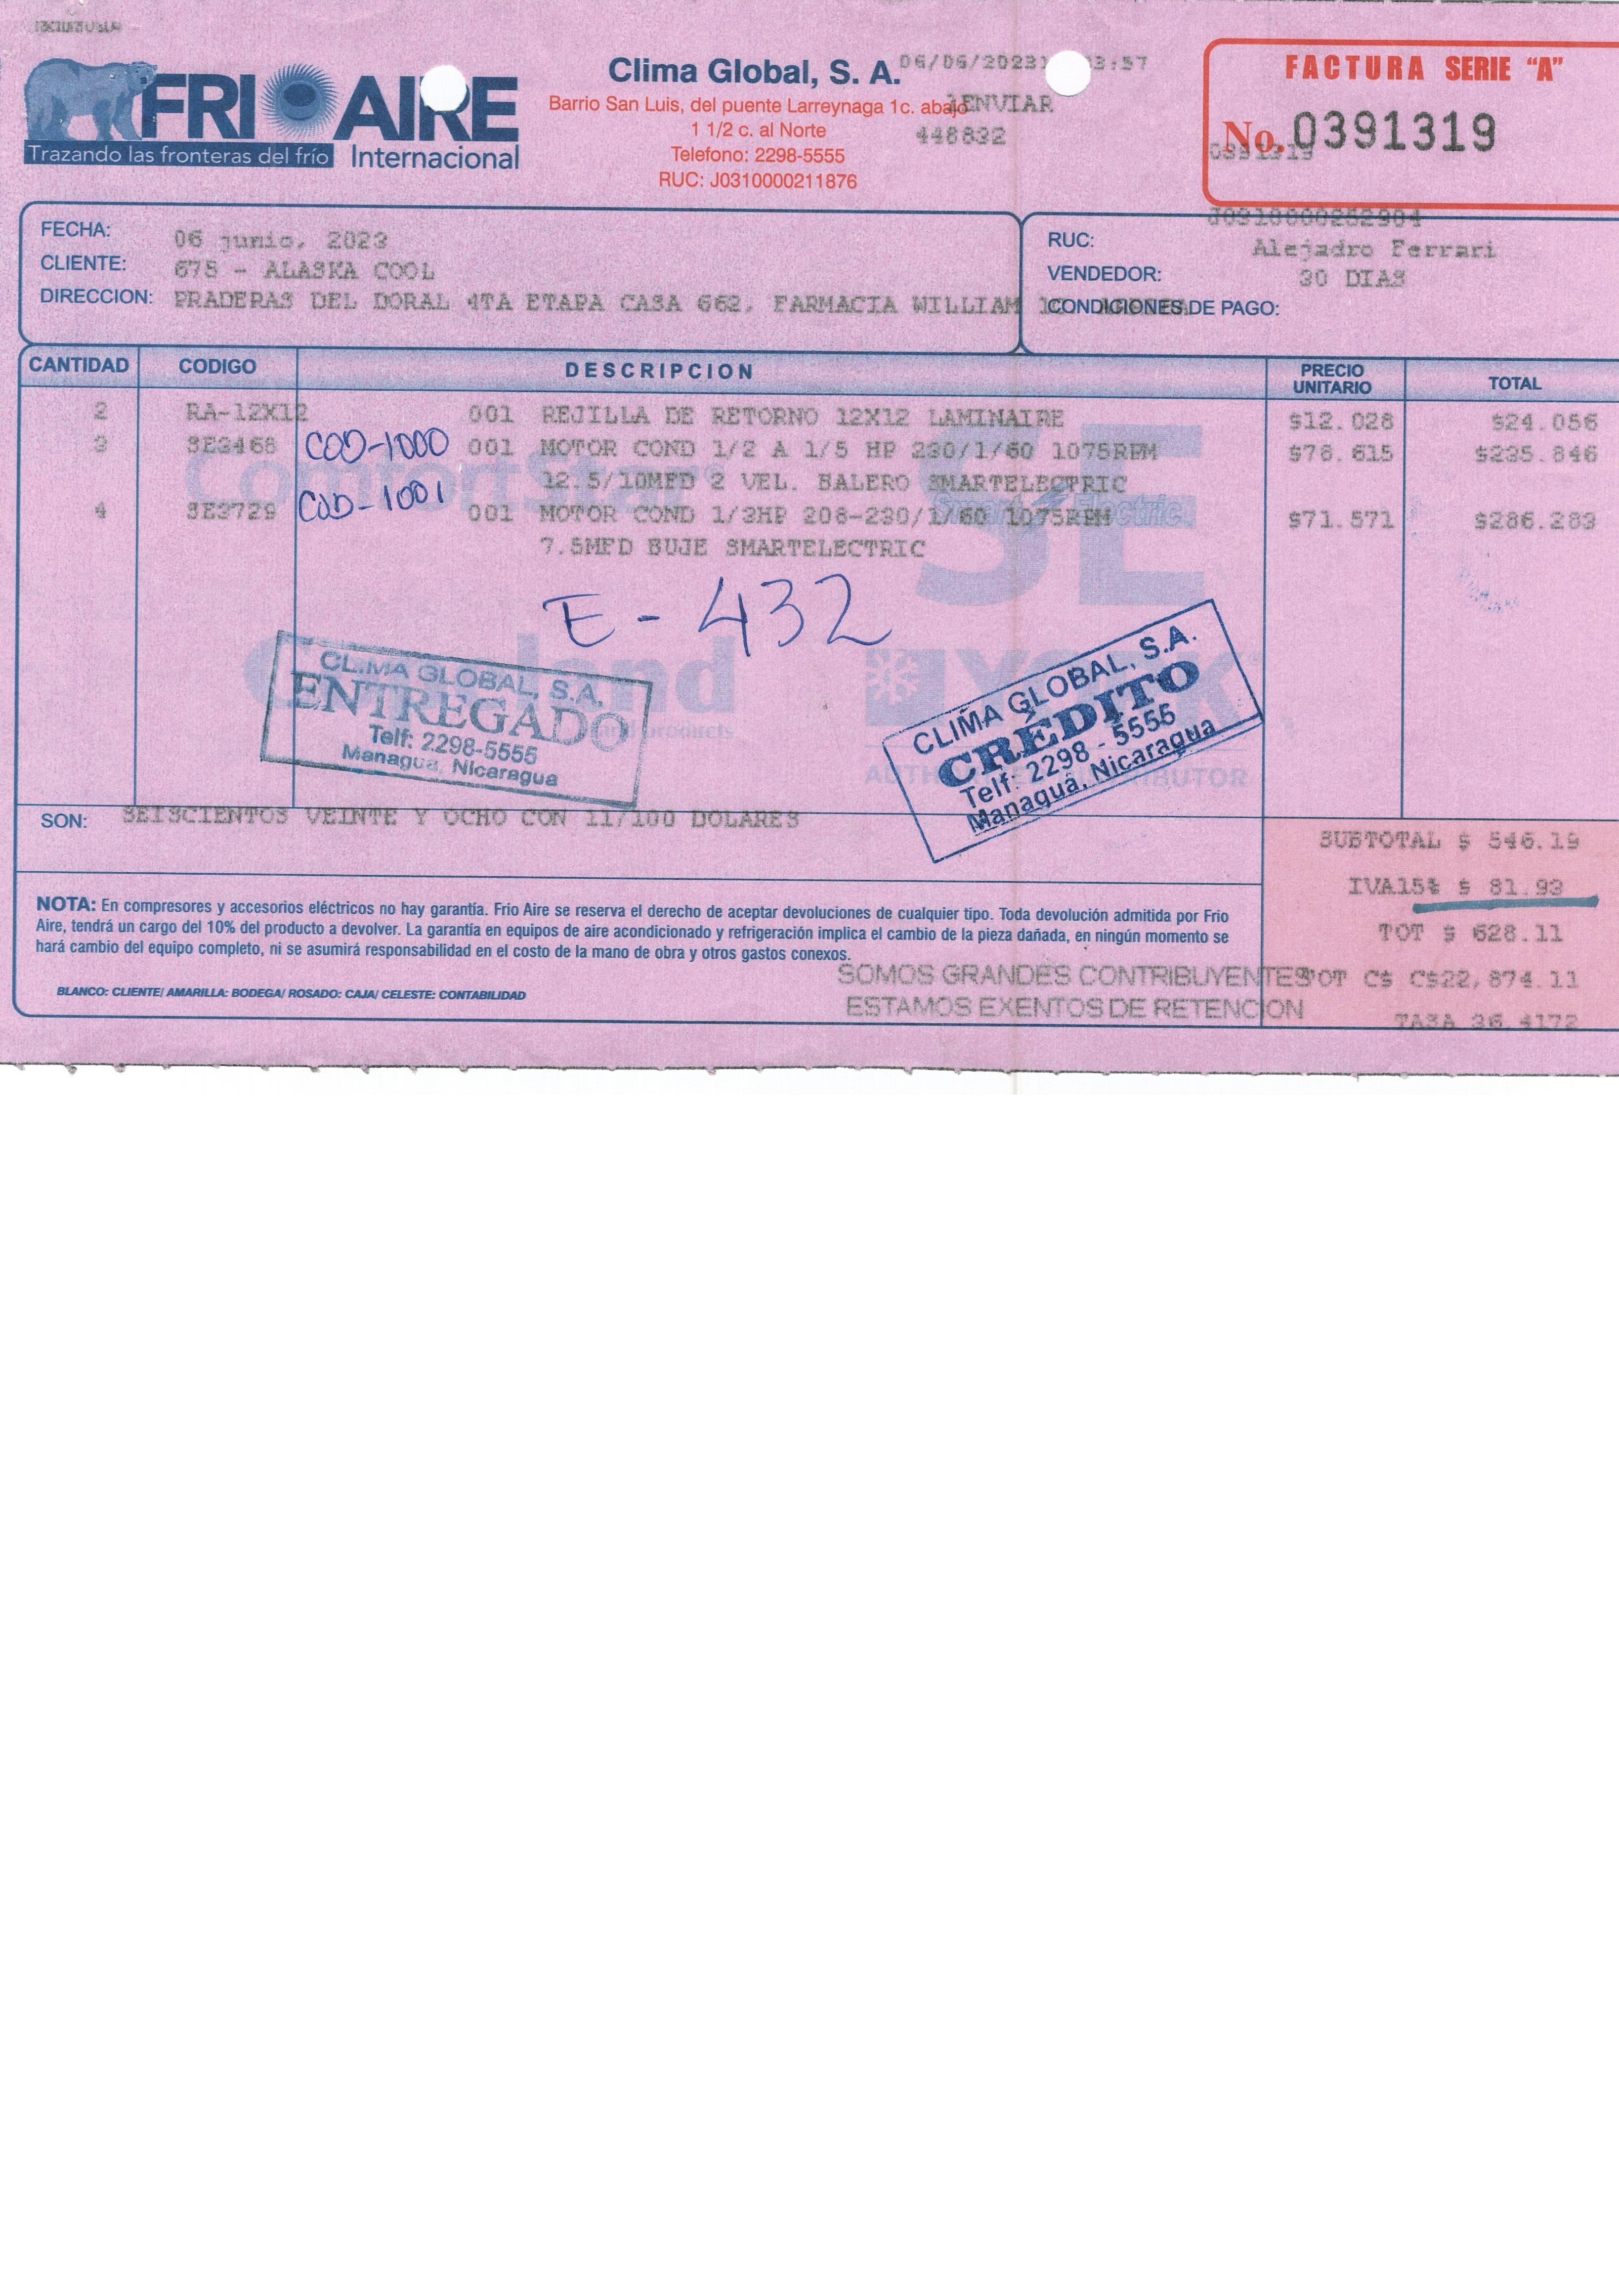 FRIOAIRE
Trazando las fronteras del frío Internacional
Clima Global, S. A.
Barrio San Luis, del puente Larreynaga 1c. abajo
1 1/2 c. al Norte
Telefono: 2298-5555
RUC: J0310000211876
06/06/2023 3:57
1ENVIAR
448832
FACTURA SERIE “A”
No. 0391319
0391319
FECHA: 06 junio, 2023
CLIENTE: 675 - ALASKA COOL
DIRECCION: PRADERAS DEL DORAL 4TA ETAPA CASA 662, FARMACIA WILLIAM
J0310000262904
RUC:
Alejadro Ferrari
VENDEDOR:
30 DIAS
CONDICIONES DE PAGO:
CANTIDAD CODIGO DESCRIPCION PRECIO UNITARIO TOTAL
2 RA-12X12 001 REJILLA DE RETORNO 12X12 LAMINAIRE $12.028 $24.056
3 SE3468 COD-1000 001 MOTOR COND 1/2 A 1/5 HP 230/1/60 1075RPM $78.615 $235.846
12.5/10MFD 2 VEL. BALERO SMARTELECTRIC
4 SE3729 COD-1001 001 MOTOR COND 1/3HP 208-230/1/60 1075RPM $71.571 $286.283
7.5MFD BUJE SMARTELECTRIC
ComfortStar
SE
Smart Electric
E-432
CLIMA GLOBAL, S.A.
ENTREGADO
Telf: 2298-5555
Managua, Nicaragua
CLIMA GLOBAL, S.A.
CRÉDITO
Telf: 2298 - 5555
Managua, Nicaragua
SON: SEISCIENTOS VEINTE Y OCHO CON 11/100 DOLARES
SUBTOTAL $ 546.19
IVA15% $ 81.93
TOT $ 628.11
TOT C$ C$22,874.11
TASA 36.4172
NOTA: En compresores y accesorios eléctricos no hay garantía. Frio Aire se reserva el derecho de aceptar devoluciones de cualquier tipo. Toda devolución admitida por Frio
Aire, tendrá un cargo del 10% del producto a devolver. La garantía en equipos de aire acondicionado y refrigeración implica el cambio de la pieza dañada, en ningún momento se
hará cambio del equipo completo, ni se asumirá responsabilidad en el costo de la mano de obra y otros gastos conexos.
SOMOS GRANDES CONTRIBUYENTES
ESTAMOS EXENTOS DE RETENCION
BLANCO: CLIENTE/ AMARILLA: BODEGA/ ROSADO: CAJA/ CELESTE: CONTABILIDAD